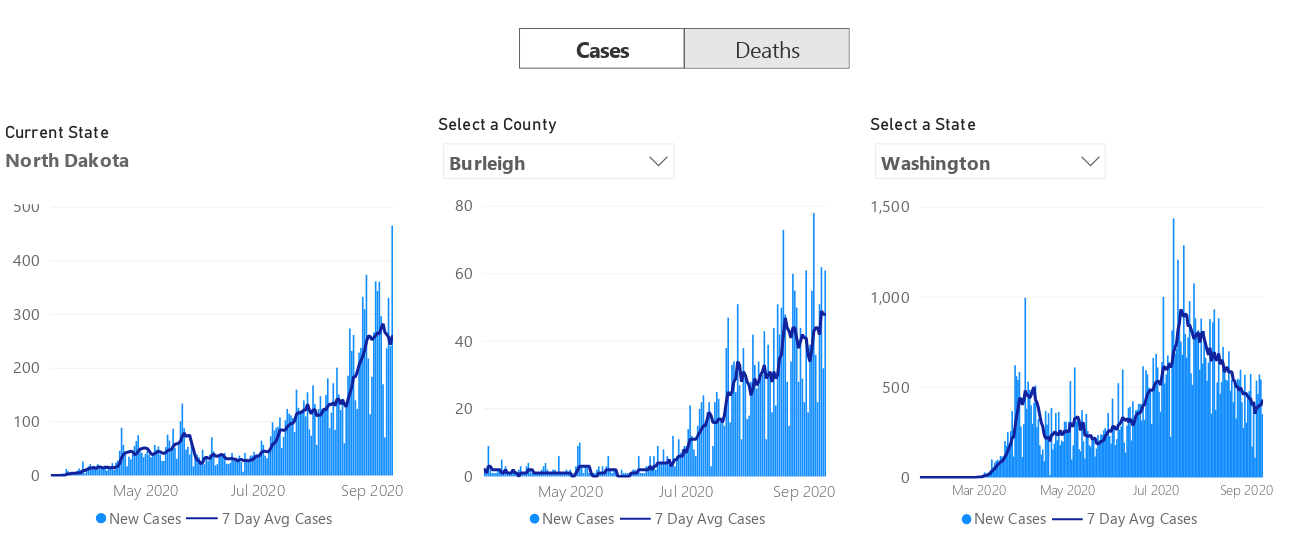 Cases Deaths
Current State
North Dakota
500
400
300
200
100
0
May 2020 Jul 2020 Sep 2020
New Cases 7 Day Avg Cases
Select a County
Burleigh
80
60
40
20
0
May 2020 Jul 2020 Sep 2020
New Cases 7 Day Avg Cases
Select a State
Washington
1,500
1,000
500
0
Mar 2020 May 2020 Jul 2020 Sep 2020
New Cases 7 Day Avg Cases